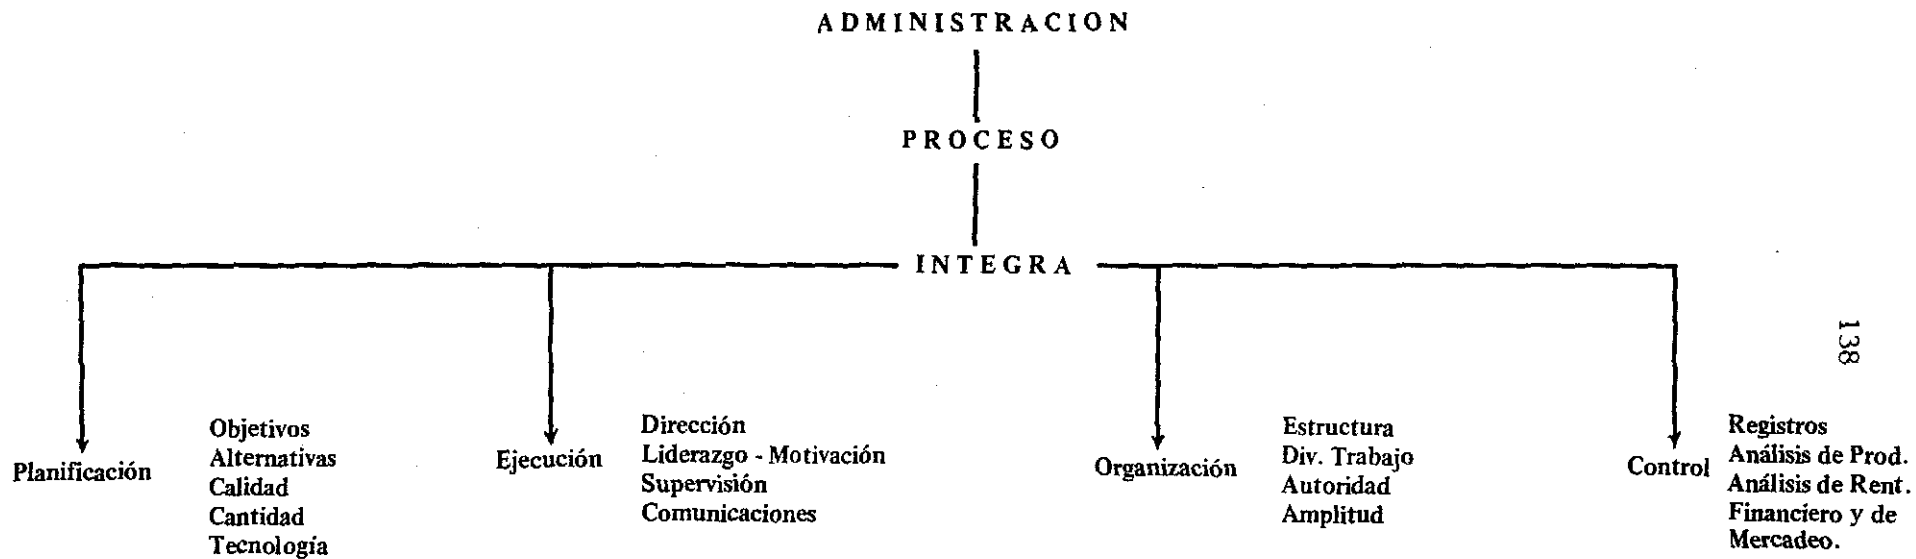 ADMINISTRACION
PROCESO
INTEGRA
Planificación
Objetivos
Alternativas
Calidad
Cantidad
Tecnología
Ejecución
Dirección
Liderazgo - Motivación
Supervisión
Comunicaciones
Organización
Estructura
Div. Trabajo
Autoridad
Amplitud
Control
Registros
Análisis de Prod.
Análisis de Rent.
Financiero y de
Mercadeo.
138